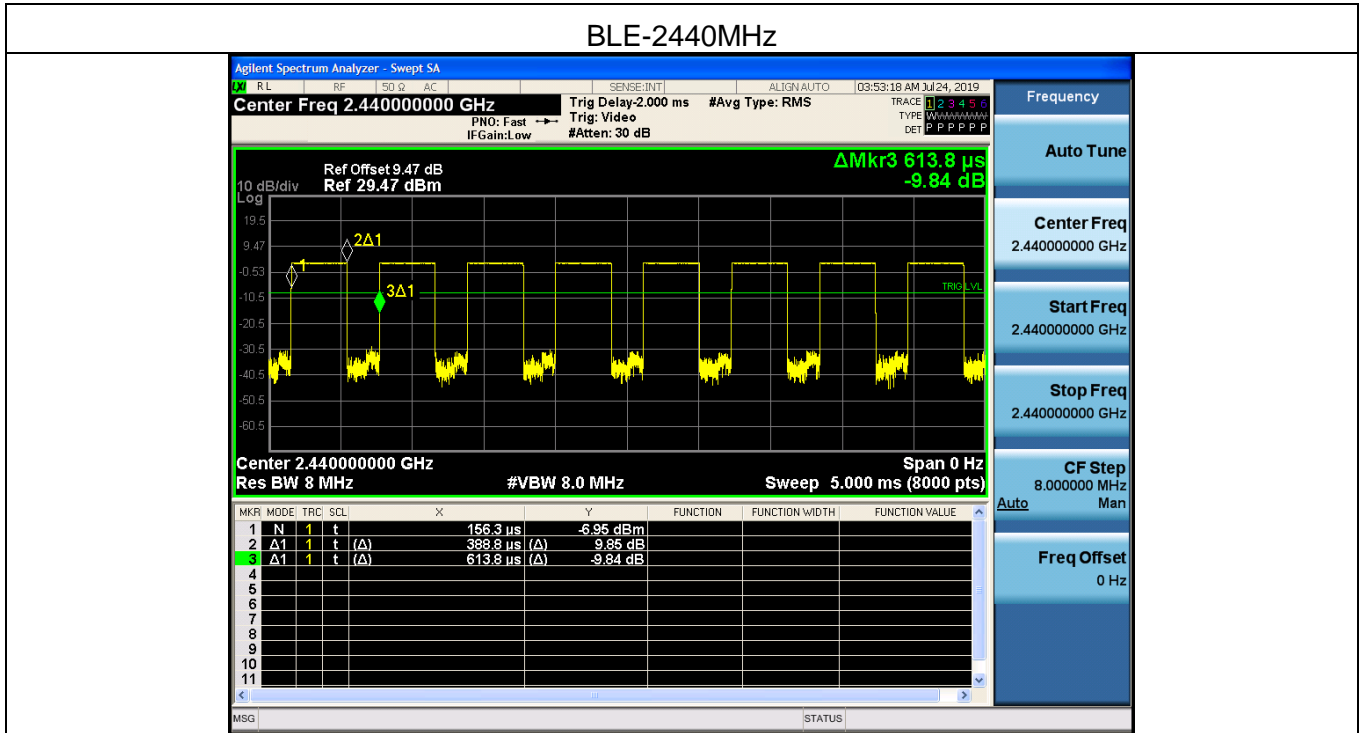 BLE-2440MHz
Agilent Spectrum Analyzer - Swept SA
LXI RL RF 50 Ω AC SENSE:INT ALIGN AUTO 03:53:18 AM Jul 24, 2019
Center Freq 2.440000000 GHz
PNO: Fast
IFGain:Low
Trig Delay-2.000 ms
Trig: Video
#Atten: 30 dB
#Avg Type: RMS
TRACE 1 2 3 4 5 6
TYPE WWWWWW
DET P P P P P P
ΔMkr3 613.8 µs
-9.84 dB
Ref Offset 9.47 dB
10 dB/div Ref 29.47 dBm
Log
19.5
9.47
-0.53
-10.5
-20.5
-30.5
-40.5
-50.5
-60.5
1
2Δ1
3Δ1
TRIG LVL
Center 2.440000000 GHz Span 0 Hz
Res BW 8 MHz #VBW 8.0 MHz Sweep 5.000 ms (8000 pts)
MKR MODE TRC SCL X Y FUNCTION FUNCTION WIDTH FUNCTION VALUE
1 N 1 t 156.3 µs -6.95 dBm
2 Δ1 1 t (Δ) 388.8 µs (Δ) 9.85 dB
3 Δ1 1 t (Δ) 613.8 µs (Δ) -9.84 dB
4
5
6
7
8
9
10
11
MSG STATUS
Frequency
Auto Tune
Center Freq
2.440000000 GHz
Start Freq
2.440000000 GHz
Stop Freq
2.440000000 GHz
CF Step
8.000000 MHz
Auto Man
Freq Offset
0 Hz